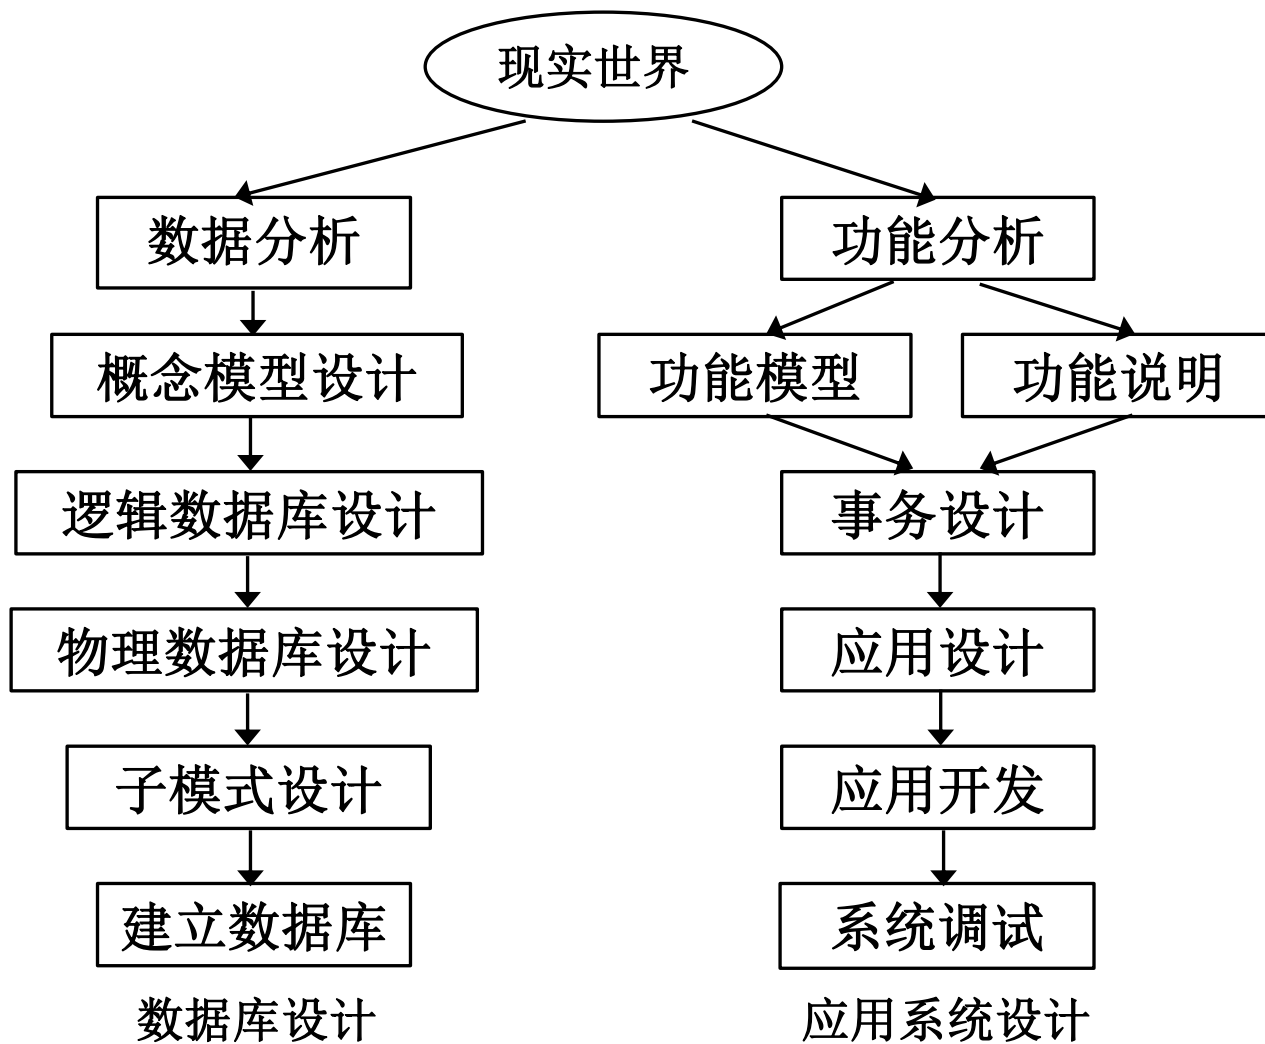 现实世界
数据分析
功能分析
概念模型设计
功能模型
功能说明
逻辑数据库设计
事务设计
物理数据库设计
应用设计
子模式设计
应用开发
建立数据库
系统调试
数据库设计
应用系统设计